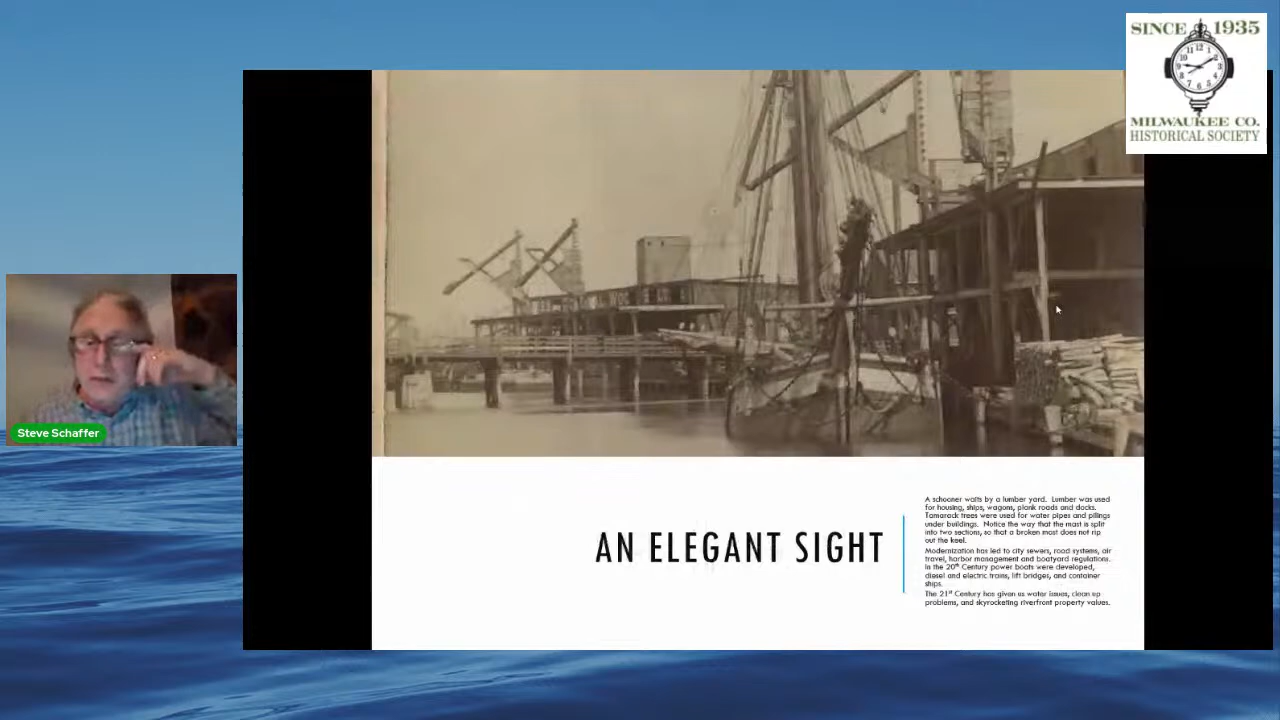 SINCE 1935
12
MILWAUKEE CO.
HISTORICAL SOCIETY
Steve Schaffer
AN ELEGANT SIGHT
A schooner waits by a lumber yard. Lumber was used
for housing, ships, wagons, plank roads and docks.
Tamarack trees were used for water pipes and pilings
under buildings. Notice the way that the mast is split
into two sections, so that a broken mast does not rip
out the keel.
Modernization has led to city sewers, road systems, air
travel, harbor management and boatyard regulations.
In the 20th Century power boats were developed,
diesel and electric trains, lift bridges, and container
ships.
The 21st Century has given us water issues, clean up
problems, and skyrocketing riverfront property values.